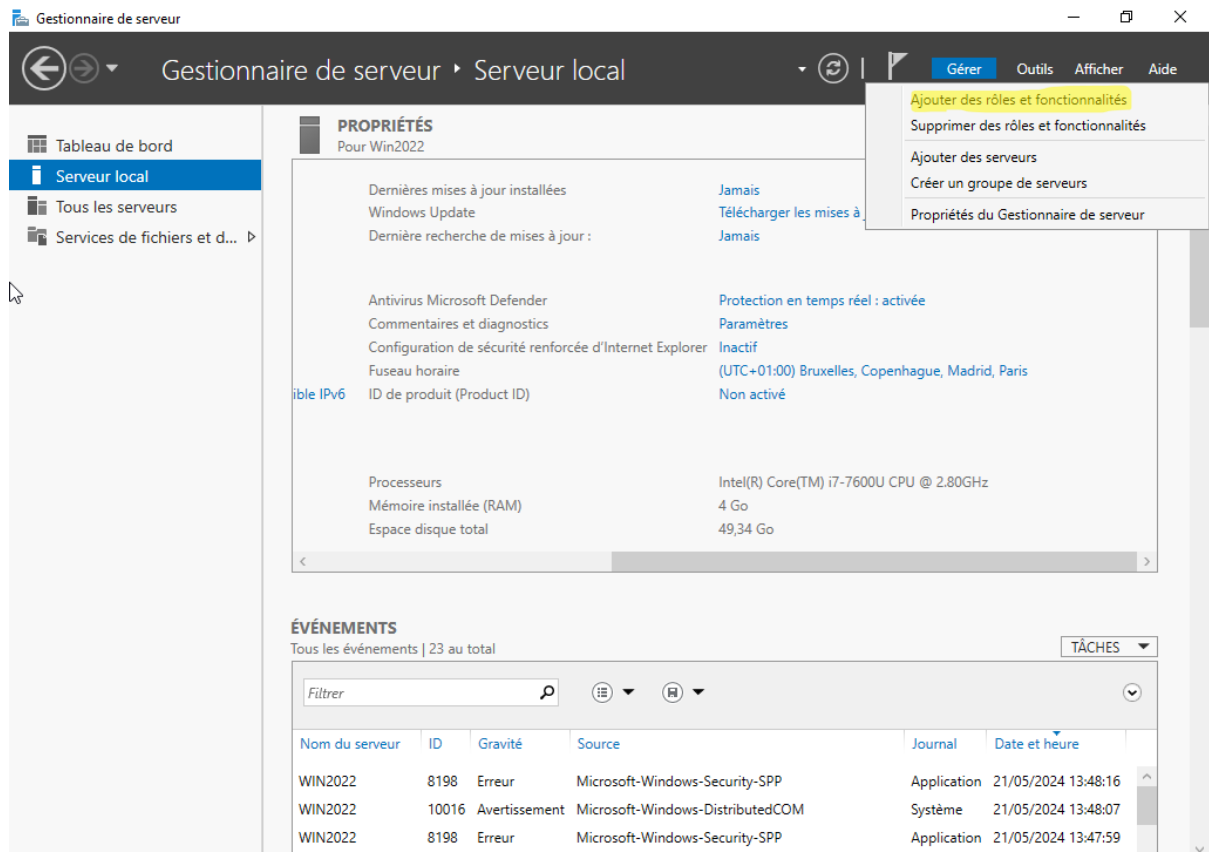 Gestionnaire de serveur
Gestionnaire de serveur ‣ Serveur local
Gérer Outils Afficher Aide
Ajouter des rôles et fonctionnalités
Supprimer des rôles et fonctionnalités
Ajouter des serveurs
Créer un groupe de serveurs
Propriétés du Gestionnaire de serveur
Tableau de bord
Serveur local
Tous les serveurs
Services de fichiers et d...
PROPRIÉTÉS
Pour Win2022
Dernières mises à jour installées Jamais
Windows Update Télécharger les mises à
Dernière recherche de mises à jour : Jamais
Antivirus Microsoft Defender Protection en temps réel : activée
Commentaires et diagnostics Paramètres
Configuration de sécurité renforcée d'Internet Explorer Inactif
Fuseau horaire (UTC+01:00) Bruxelles, Copenhague, Madrid, Paris
ible IPv6 ID de produit (Product ID) Non activé
Processeurs Intel(R) Core(TM) i7-7600U CPU @ 2.80GHz
Mémoire installée (RAM) 4 Go
Espace disque total 49,34 Go
ÉVÉNEMENTS
Tous les événements | 23 au total
TÂCHES
Filtrer
Nom du serveur ID Gravité Source Journal Date et heure
WIN2022 8198 Erreur Microsoft-Windows-Security-SPP Application 21/05/2024 13:48:16
WIN2022 10016 Avertissement Microsoft-Windows-DistributedCOM Système 21/05/2024 13:48:07
WIN2022 8198 Erreur Microsoft-Windows-Security-SPP Application 21/05/2024 13:47:59